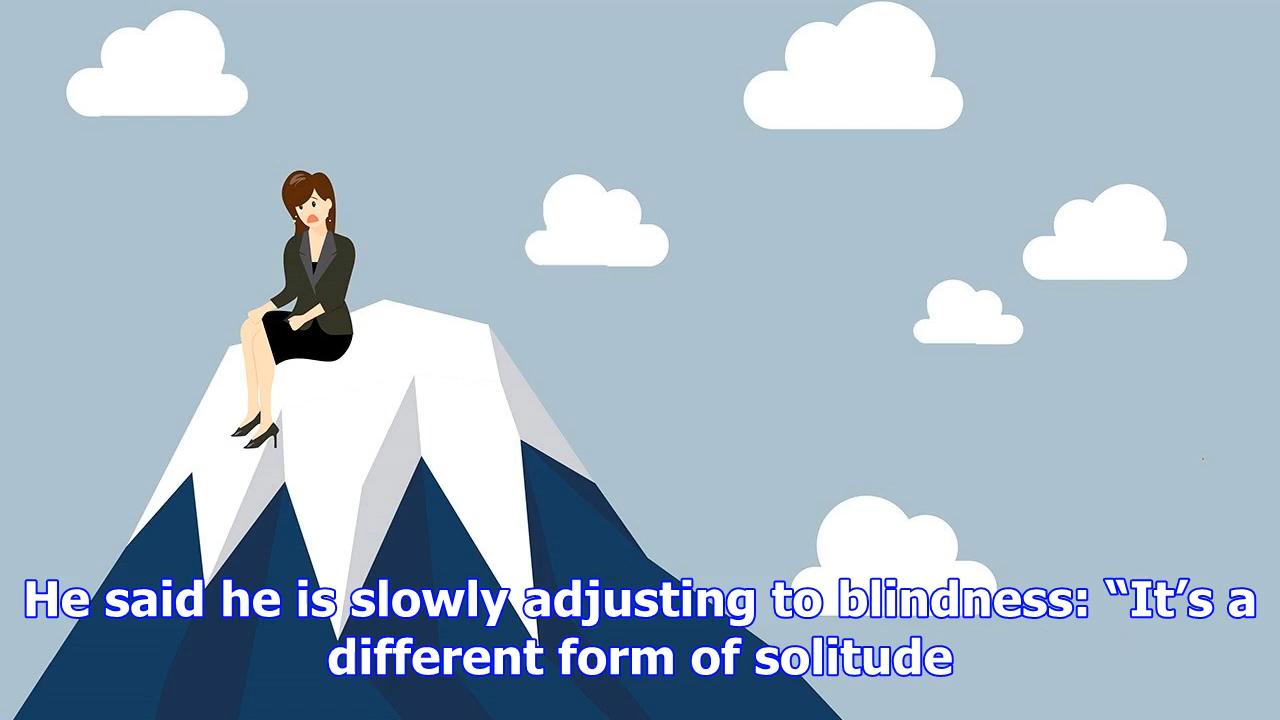 He said he is slowly adjusting to blindness: “It’s a
different form of solitude